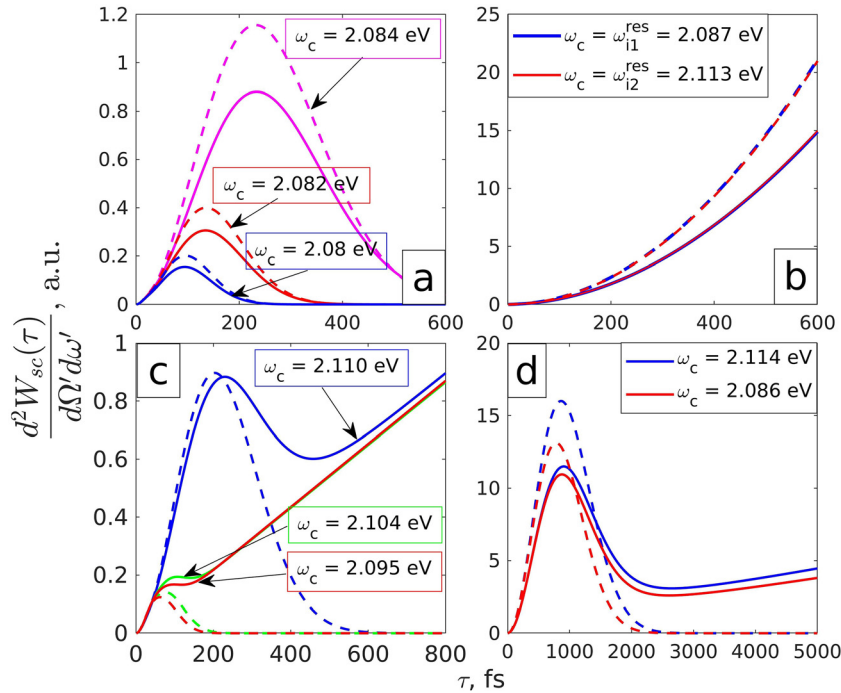 d²W_sc(τ) / dΩ′dω′ , a.u.
1.2
1
0.8
0.6
0.4
0.2
0
0 200 400 600
ω_c = 2.084 eV
ω_c = 2.082 eV
ω_c = 2.08 eV
a
25
20
15
10
5
0
0 200 400 600
ω_c = ω_i1^res = 2.087 eV
ω_c = ω_i2^res = 2.113 eV
b
1
0.8
0.6
0.4
0.2
0
0 200 400 600 800
c
ω_c = 2.110 eV
ω_c = 2.104 eV
ω_c = 2.095 eV
20
15
10
5
0
0 1000 2000 3000 4000 5000
d
ω_c = 2.114 eV
ω_c = 2.086 eV
τ, fs